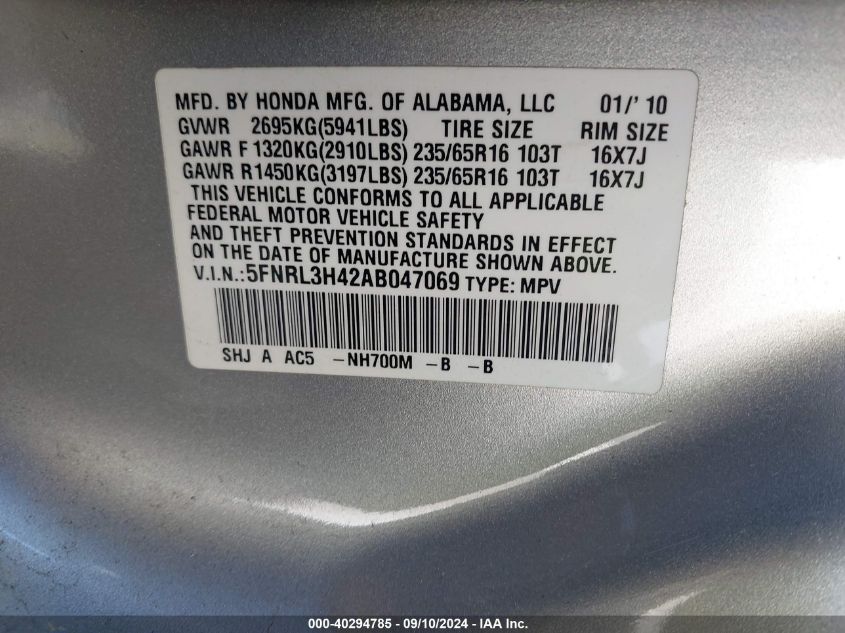 MFD. BY HONDA MFG. OF ALABAMA, LLC 01/' 10
GVWR 2695KG(5941LBS) TIRE SIZE RIM SIZE
GAWR F 1320KG(2910LBS) 235/65R16 103T 16X7J
GAWR R1450KG(3197LBS) 235/65R16 103T 16X7J
THIS VEHICLE CONFORMS TO ALL APPLICABLE
FEDERAL MOTOR VEHICLE SAFETY
AND THEFT PREVENTION STANDARDS IN EFFECT
ON THE DATE OF MANUFACTURE SHOWN ABOVE.
V.I.N.:5FNRL3H42AB047069 TYPE: MPV
SHJ A AC5 -NH700M -B -B
000-40294785 - 09/10/2024 - IAA Inc.